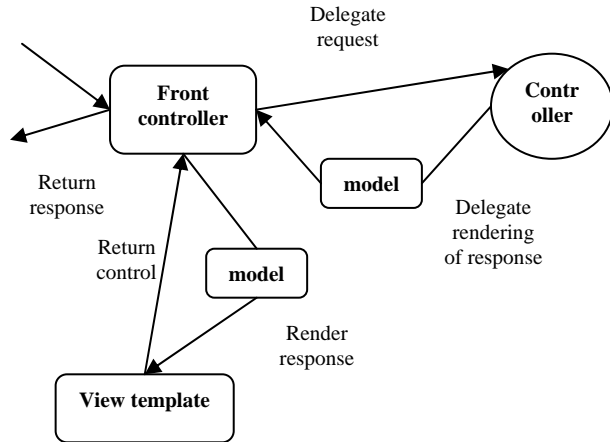 Delegate
request
Front
controller
Contr
oller
model
Return
response
Delegate
rendering
of response
Return
control
model
Render
response
View template